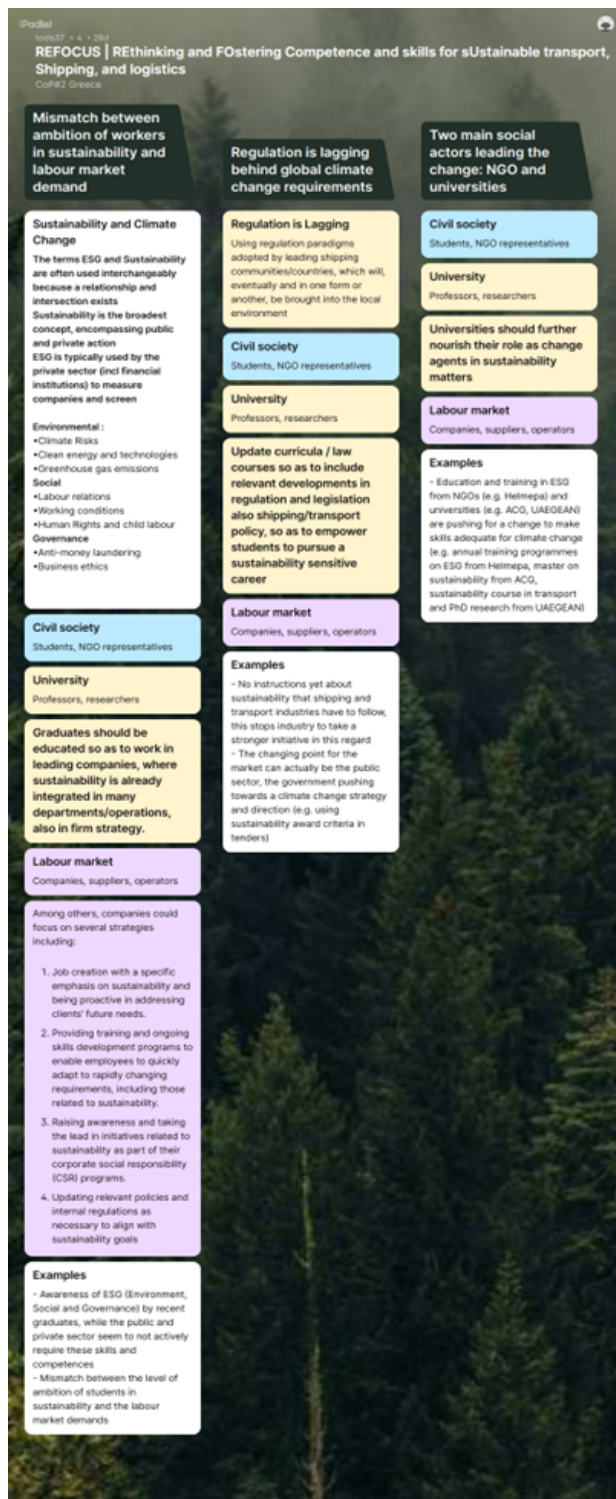 :Padlet
tools37 • 4 • 29d
REFOCUS | REthinking and FOstering Competence and skills for sUstainable transport,
Shipping, and logistics
CoP#2 Greece
Mismatch between
ambition of workers
in sustainability and
labour market
demand
Sustainability and Climate
Change
The terms ESG and Sustainability
are often used interchangeably
because a relationship and
intersection exists
Sustainability is the broadest
concept, encompassing public
and private action
ESG is typically used by the
private sector (incl financial
institutions) to measure
companies and screen
Environmental :
•Climate Risks
•Clean energy and technologies
•Greenhouse gas emissions
Social
•Labour relations
•Working conditions
•Human Rights and child labour
Governance
•Anti-money laundering
•Business ethics
Civil society
Students, NGO representatives
University
Professors, researchers
Graduates should be
educated so as to work in
leading companies, where
sustainability is already
integrated in many
departments/operations,
also in firm strategy.
Labour market
Companies, suppliers, operators
Among others, companies could
focus on several strategies
including:
1. Job creation with a specific
emphasis on sustainability and
being proactive in addressing
clients' future needs.
2. Providing training and ongoing
skills development programs to
enable employees to quickly
adapt to rapidly changing
requirements, including those
related to sustainability.
3. Raising awareness and taking
the lead in initiatives related to
sustainability as part of their
corporate social responsibility
(CSR) programs.
4. Updating relevant policies and
internal regulations as
necessary to align with
sustainability goals
Examples
- Awareness of ESG (Environment,
Social and Governance) by recent
graduates, while the public and
private sector seem to not actively
require these skills and
competences
- Mismatch between the level of
ambition of students in
sustainability and the labour
market demands
Regulation is lagging
behind global climate
change requirements
Regulation is Lagging
Using regulation paradigms
adopted by leading shipping
communities/countries, which will,
eventually and in one form or
another, be brought into the local
environment
Civil society
Students, NGO representatives
University
Professors, researchers
Update curricula / law
courses so as to include
relevant developments in
regulation and legislation
also shipping/transport
policy, so as to empower
students to pursue a
sustainability sensitive
career
Labour market
Companies, suppliers, operators
Examples
- No instructions yet about
sustainability that shipping and
transport industries have to follow,
this stops industry to take a
stronger initiative in this regard
- The changing point for the
market can actually be the public
sector, the government pushing
towards a climate change strategy
and direction (e.g. using
sustainability award criteria in
tenders)
Two main social
actors leading the
change: NGO and
universities
Civil society
Students, NGO representatives
University
Professors, researchers
Universities should further
nourish their role as change
agents in sustainability
matters
Labour market
Companies, suppliers, operators
Examples
- Education and training in ESG
from NGOs (e.g. Helmepa) and
universities (e.g. ACG, UAEGEAN)
are pushing for a change to make
skills adequate for climate change
(e.g. annual training programmes
on ESG from Helmepa, master on
sustainability from ACG,
sustainability course in transport
and PhD research from UAEGEAN)